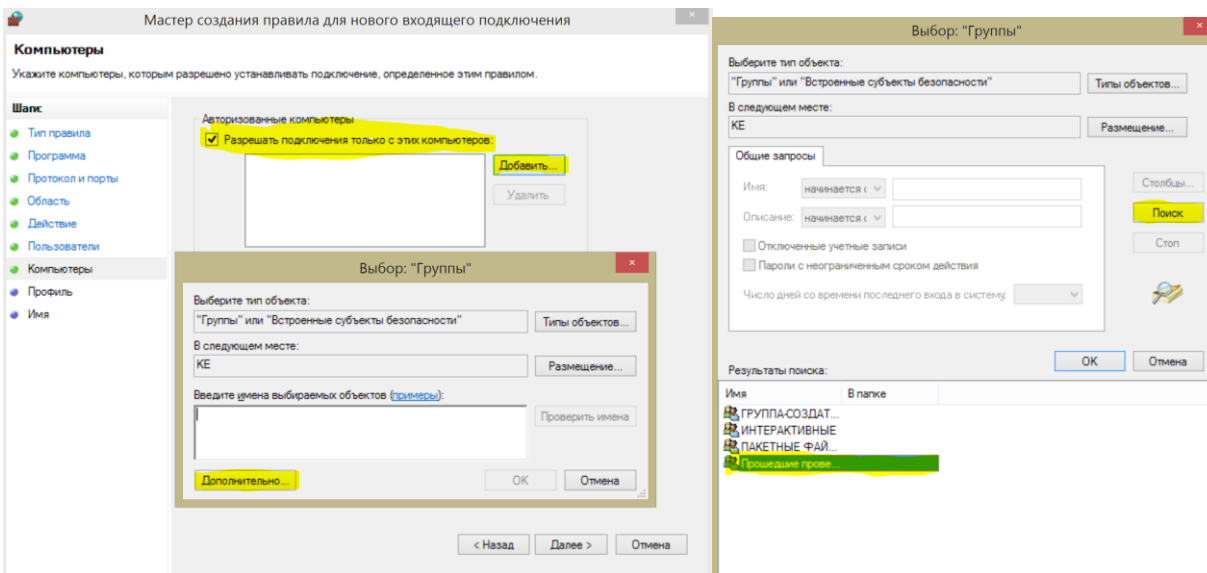 Мастер создания правила для нового входящего подключения
Компьютеры
Укажите компьютеры, которым разрешено устанавливать подключение, определенное этим правилом.
Шаги:
Тип правила
Программа
Протокол и порты
Область
Действие
Пользователи
Компьютеры
Профиль
Имя
Авторизованные компьютеры
Разрешать подключения только с этих компьютеров:
Добавить...
Удалить
Выбор: "Группы"
Выберите тип объекта:
"Группы" или "Встроенные субъекты безопасности"
Типы объектов...
В следующем месте:
KE
Размещение...
Введите имена выбираемых объектов (примеры):
Проверить имена
Дополнительно...
OK
Отмена
< Назад
Далее >
Отмена
Выбор: "Группы"
Выберите тип объекта:
"Группы" или "Встроенные субъекты безопасности"
Типы объектов...
В следующем месте:
KE
Размещение...
Общие запросы
Имя:
начинается с
Описание:
начинается с
Отключенные учетные записи
Пароли с неограниченным сроком действия
Число дней со времени последнего входа в систему:
Столбцы...
Поиск
Стоп
OK
Отмена
Результаты поиска:
Имя
В папке
ГРУППА-СОЗДАТ...
ИНТЕРАКТИВНЫЕ
ПАКЕТНЫЕ ФАЙ...
Прошедшие прове...